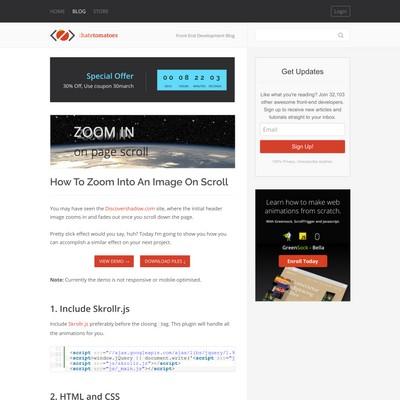 HOME
BLOG
STORE
Login
ihatetomatoes
Front End Development Blog
Special Offer
30% Off, Use coupon 30march
00 08 22 03
DAYS HOURS MINUTES SECONDS
ZOOM IN
on page scroll
How To Zoom Into An Image On Scroll
You may have seen the Discovershadow.com site, where the initial
header image zooms in and fades out once you scroll down the page.
Pretty slick effect would you say, huh? Today I'm going to show you how you
can accomplish a similar effect on your next project.
VIEW DEMO →
DOWNLOAD FILES ↓
Note: Currently the demo is not responsive or mobile-optimised.
1. Include Skrollr.js
Include Skrollr.js preferably before the closing tag. This plugin will handle
all the animations for you.
<script src="//ajax.googleapis.com/ajax/libs/jquery/1.9
<script>window.jQuery || document.write('<script src="j
<script src="js/skrollr.js"></script>
<script src="js/_main.js"></script>
2. HTML and CSS
Get Updates
Like what you're reading? Join 32,103
other awesome front-end developers.
Sign up to receive new articles and
tutorials straight to your inbox.
Email
Sign Up!
100% Privacy. Unsubscribe anytime.
Learn how to make web
animations from scratch.
With Greensock, ScrollTrigger and Javascript.
GreenSock - Bella
Enroll Today